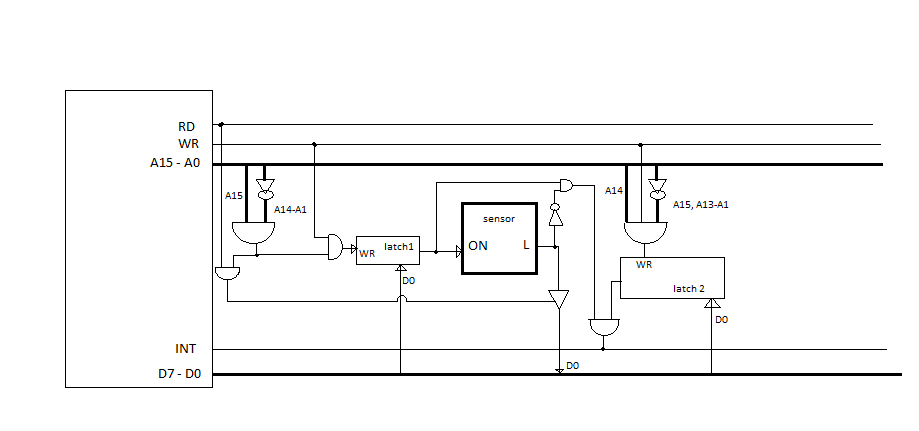 RD
WR
A15 - A0
A15
A14-A1
A14
A15, A13-A1
sensor
ON
L
latch1
WR
D0
WR
latch 2
D0
INT
D7 - D0
D0